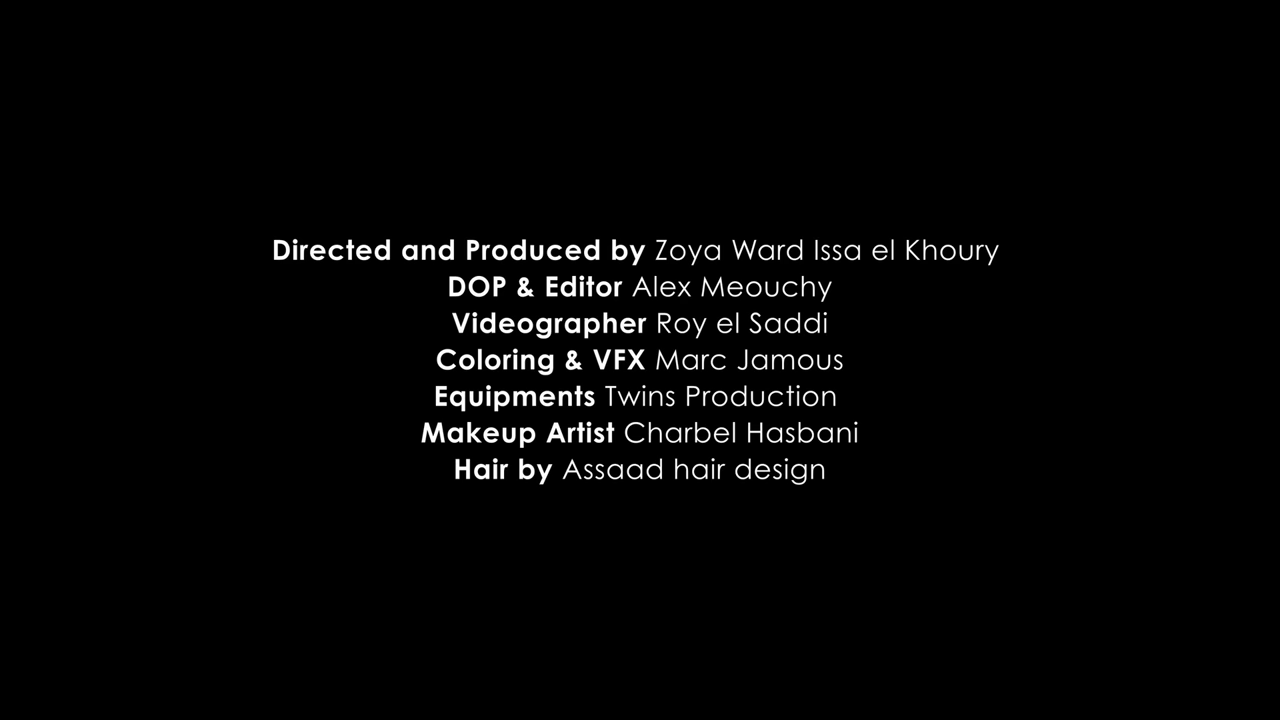 Directed and Produced by Zoya Ward Issa el Khoury
DOP & Editor Alex Meouchy
Videographer Roy el Saddi
Coloring & VFX Marc Jamous
Equipments Twins Production
Makeup Artist Charbel Hasbani
Hair by Assaad hair design